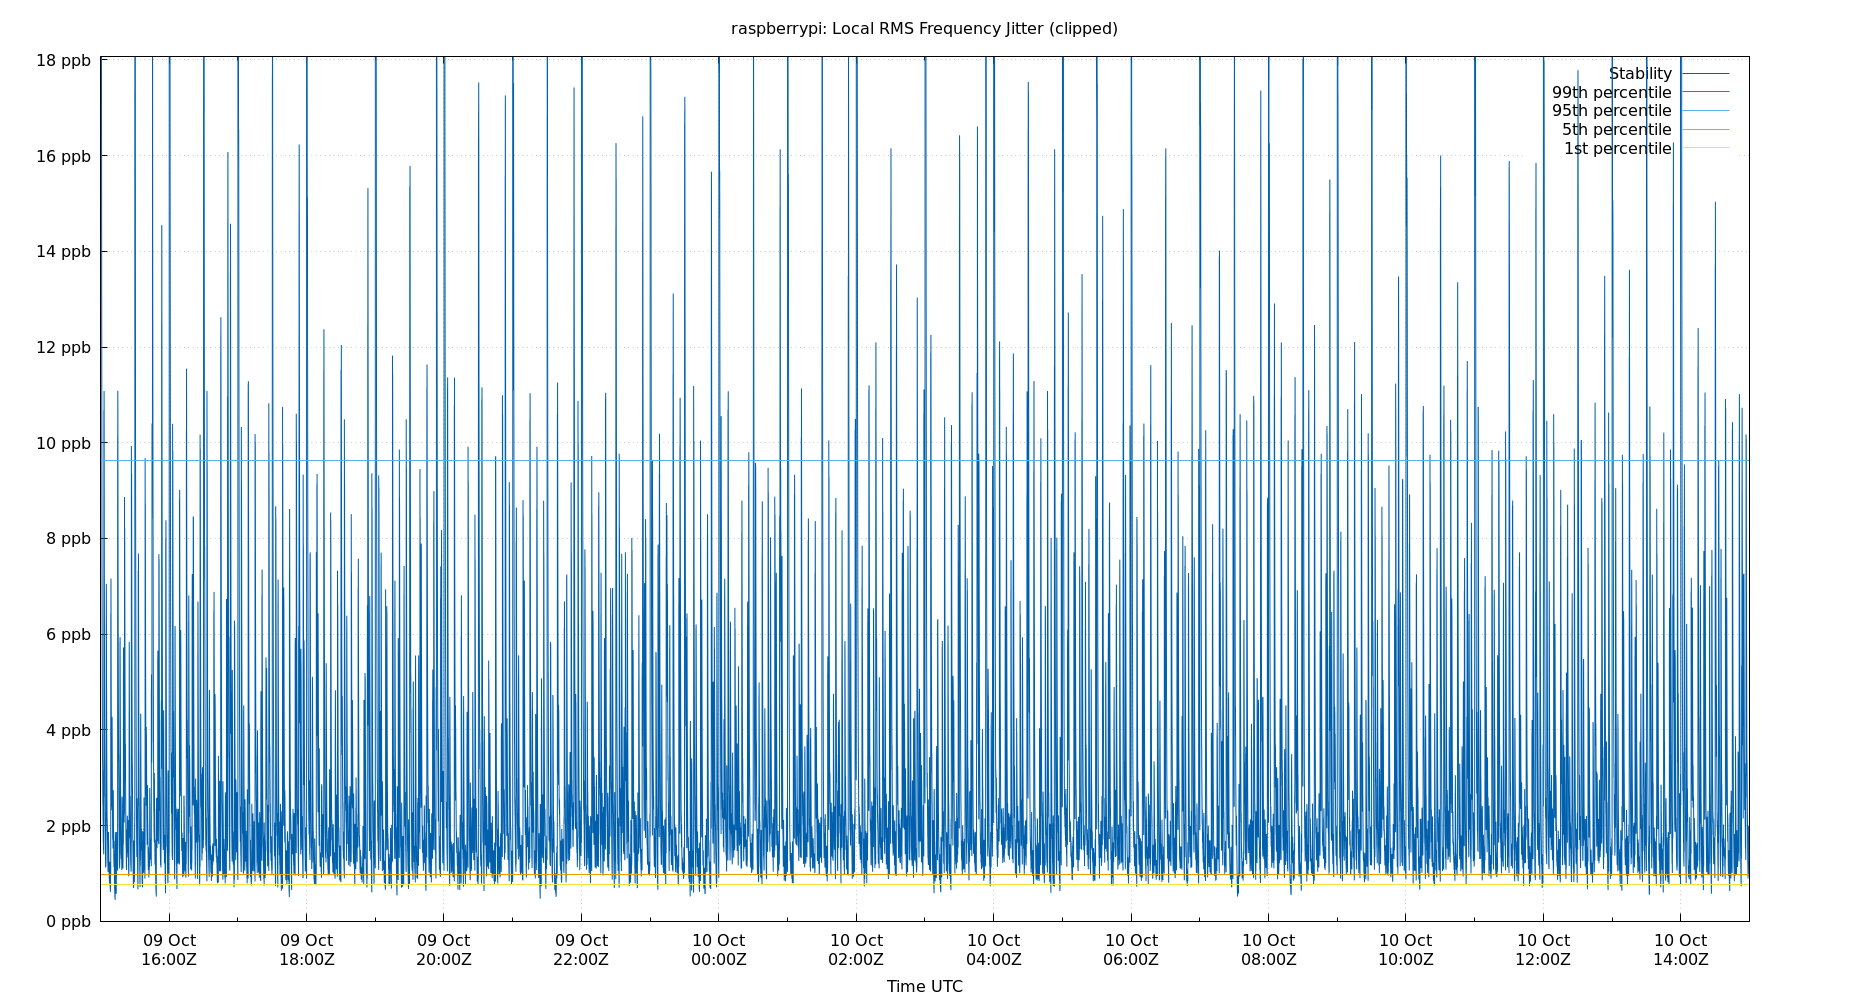 raspberrypi: Local RMS Frequency Jitter (clipped)
18 ppb
16 ppb
14 ppb
12 ppb
10 ppb
8 ppb
6 ppb
4 ppb
2 ppb
0 ppb
Stability
99th percentile
95th percentile
5th percentile
1st percentile
09 Oct
16:00Z
09 Oct
18:00Z
09 Oct
20:00Z
09 Oct
22:00Z
10 Oct
00:00Z
10 Oct
02:00Z
10 Oct
04:00Z
10 Oct
06:00Z
10 Oct
08:00Z
10 Oct
10:00Z
10 Oct
12:00Z
10 Oct
14:00Z
Time UTC